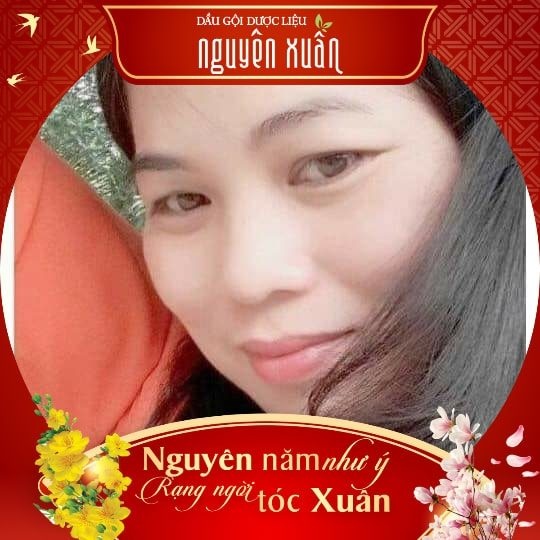 DẦU GỘI DƯỢC LIỆU
nguyên xuân
Nguyên năm như ý
Rạng ngời tóc Xuân